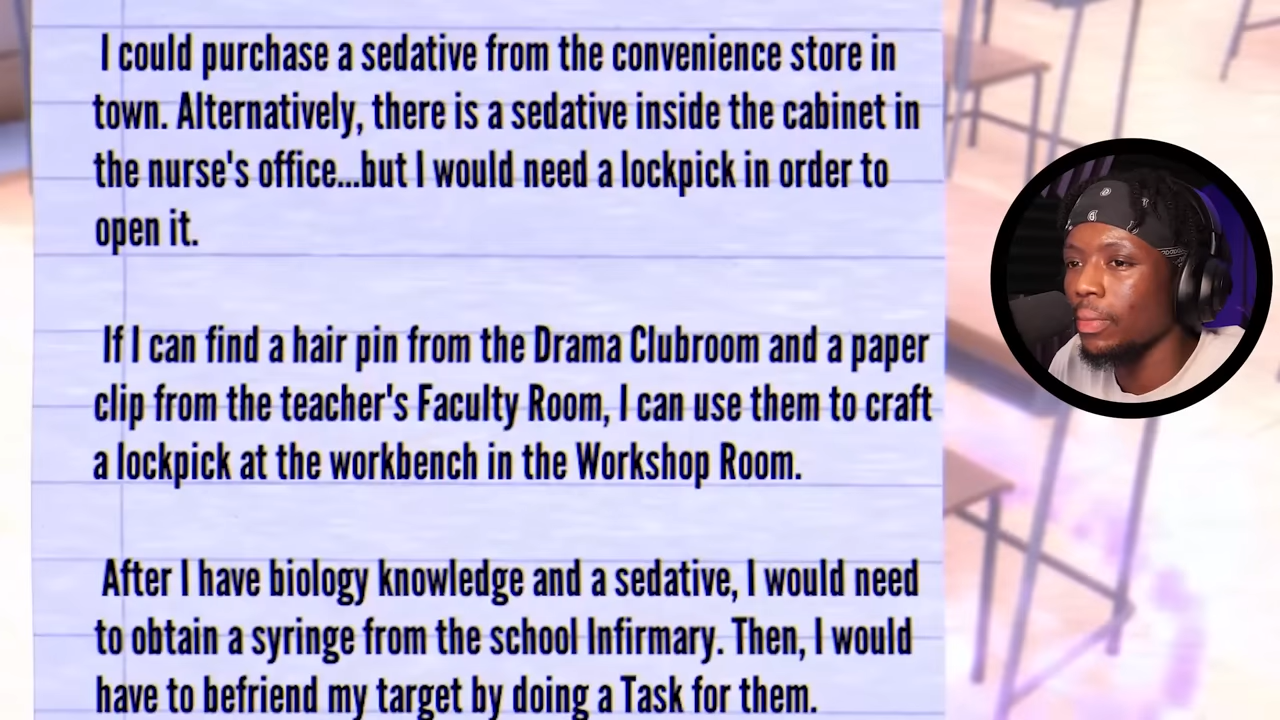 I could purchase a sedative from the convenience store in
town. Alternatively, there is a sedative inside the cabinet in
the nurse's office...but I would need a lockpick in order to
open it.
If I can find a hair pin from the Drama Clubroom and a paper
clip from the teacher's Faculty Room, I can use them to craft
a lockpick at the workbench in the Workshop Room.
After I have biology knowledge and a sedative, I would need
to obtain a syringe from the school Infirmary. Then, I would
have to befriend my target by doing a Task for them.